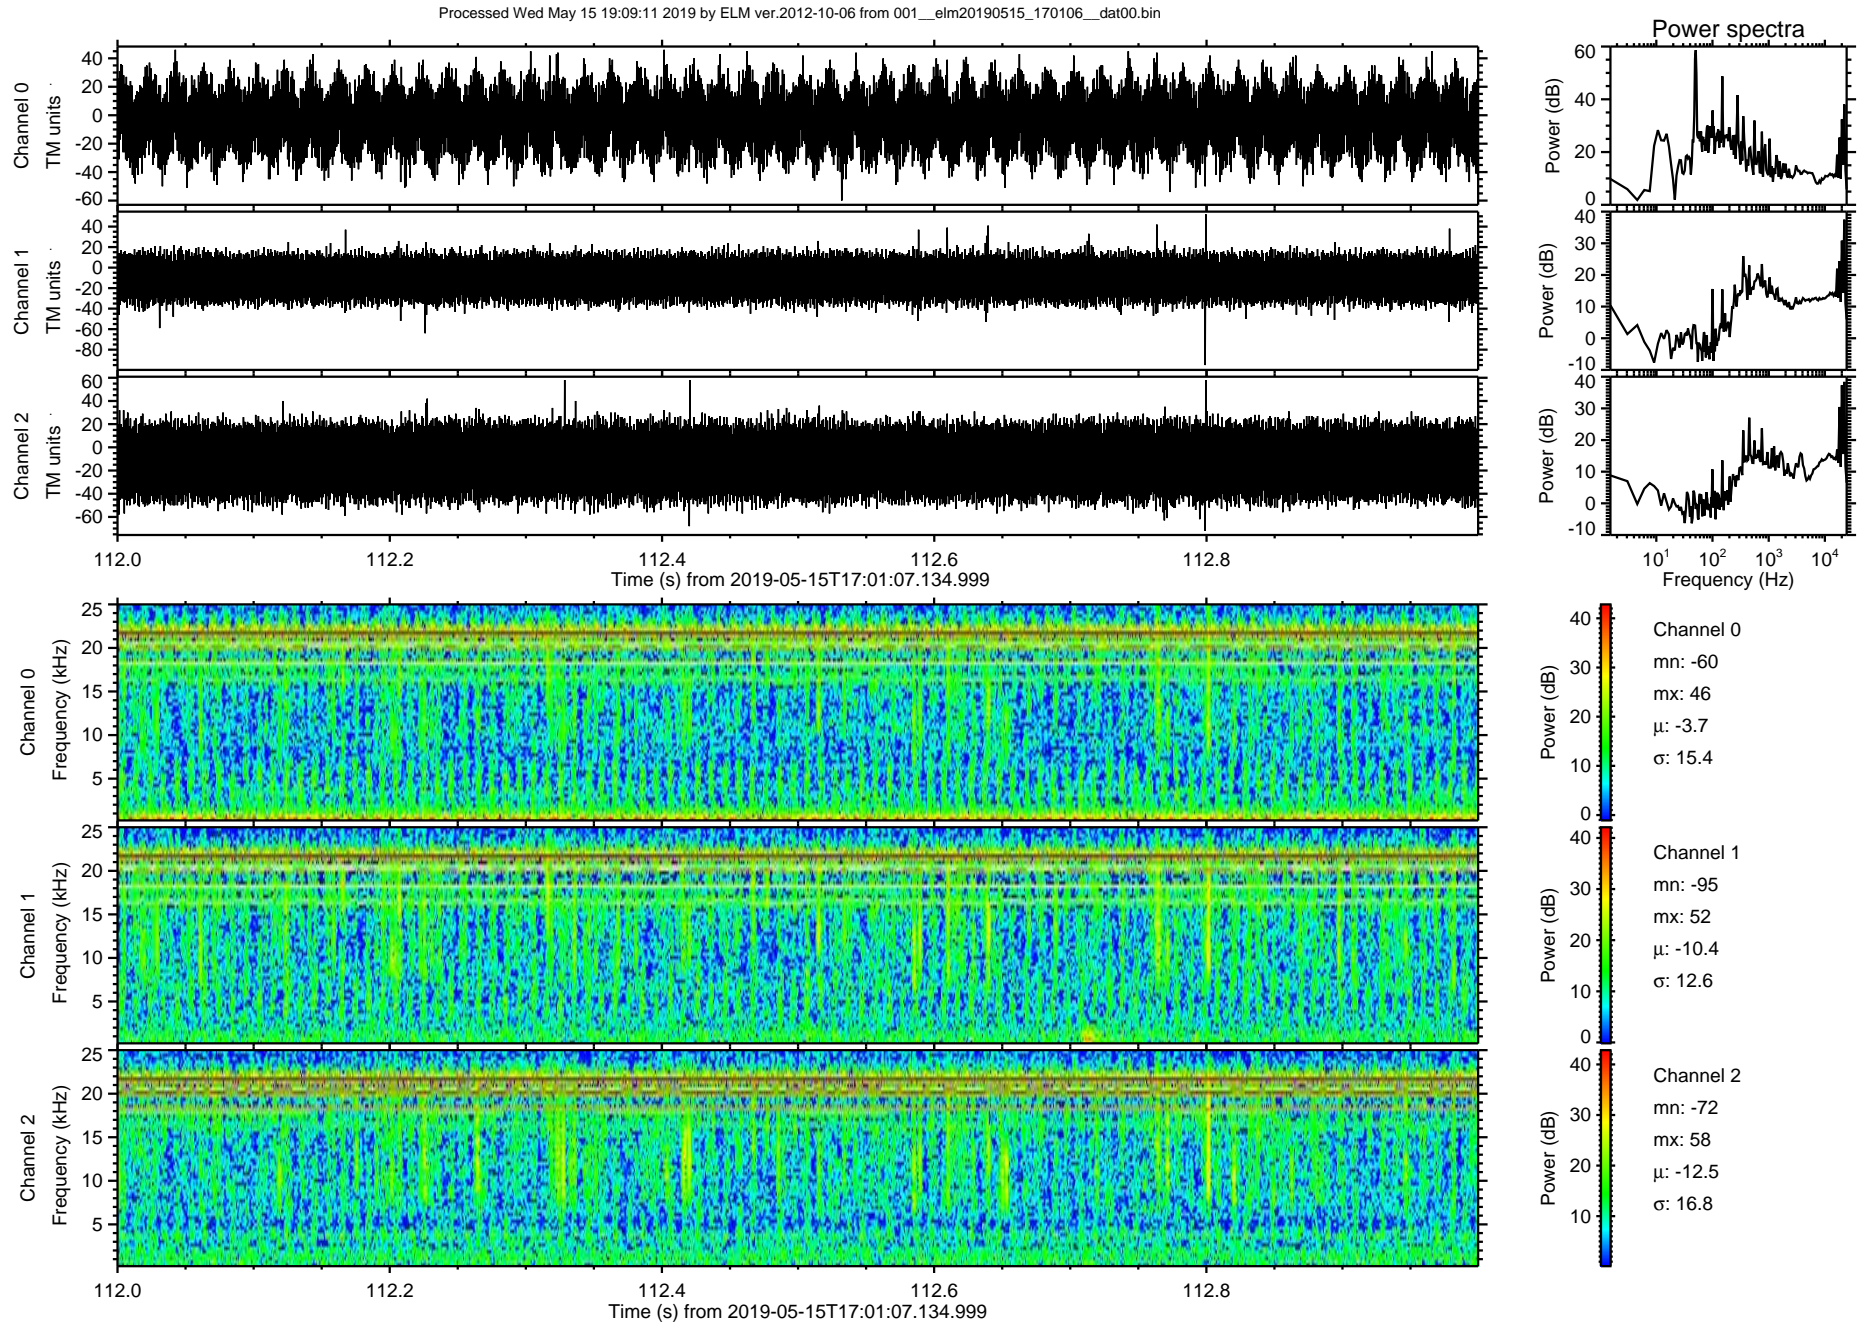 Processed Wed May 15 19:09:11 2019 by ELM ver.2012-10-06 from 001__elm20190515_170106__dat00.bin
Power spectra
Channel 0
TM units
40
20
0
-20
-40
-60
Power (dB)
60
40
20
0
Channel 1
TM units
40
20
0
-20
-40
-60
-80
Power (dB)
40
30
20
10
0
-10
Channel 2
TM units
60
40
20
0
-20
-40
-60
Power (dB)
40
30
20
10
0
-10
112.0 112.2 112.4 112.6 112.8
Time (s) from 2019-05-15T17:01:07.134.999
10¹ 10² 10³ 10⁴
Frequency (Hz)
Channel 0
Frequency (kHz)
25
20
15
10
5
Power (dB)
40
30
20
10
0
Channel 0
mn: -60
mx: 46
µ: -3.7
σ: 15.4
Channel 1
Frequency (kHz)
25
20
15
10
5
Power (dB)
40
30
20
10
0
Channel 1
mn: -95
mx: 52
µ: -10.4
σ: 12.6
Channel 2
Frequency (kHz)
25
20
15
10
5
Power (dB)
40
30
20
10
Channel 2
mn: -72
mx: 58
µ: -12.5
σ: 16.8
112.0 112.2 112.4 112.6 112.8
Time (s) from 2019-05-15T17:01:07.134.999